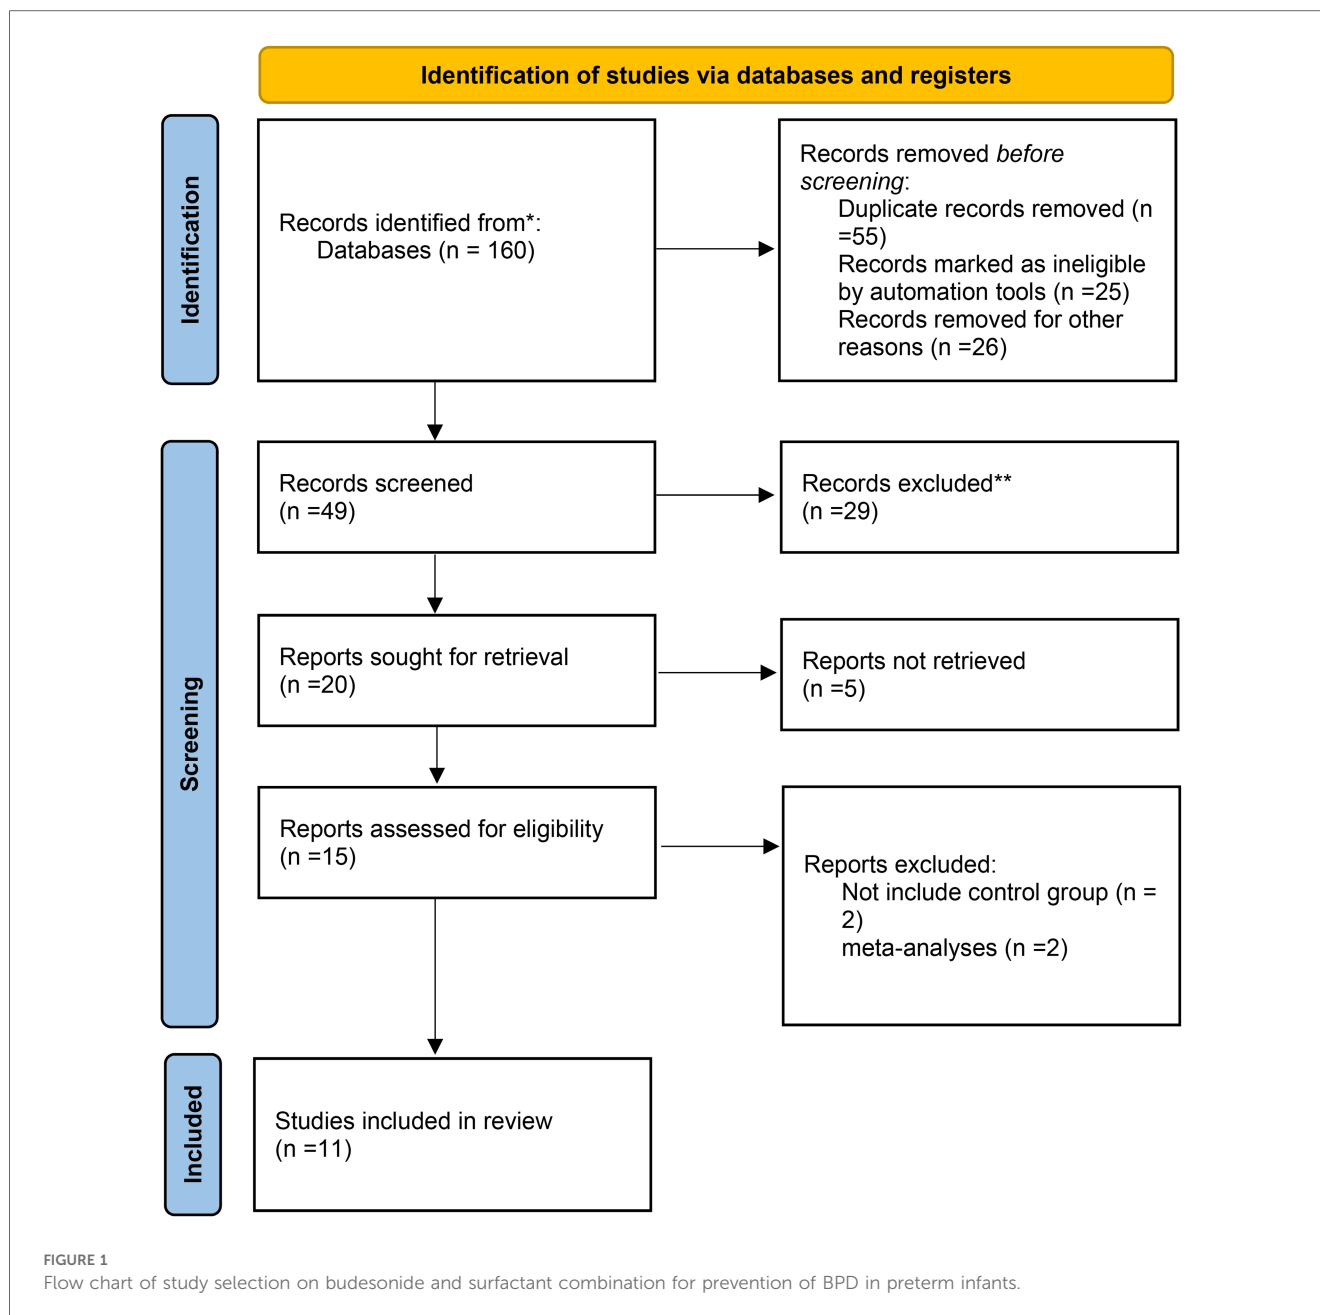 Identification of studies via databases and registers
Identification
Records identified from*:
Databases (n = 160)
Records removed before
screening:
Duplicate records removed (n
=55)
Records marked as ineligible
by automation tools (n =25)
Records removed for other
reasons (n =26)
Screening
Records screened
(n =49)
Records excluded**
(n =29)
Reports sought for retrieval
(n =20)
Reports not retrieved
(n =5)
Reports assessed for eligibility
(n =15)
Reports excluded:
Not include control group (n =
2)
meta-analyses (n =2)
Included
Studies included in review
(n =11)
FIGURE 1
Flow chart of study selection on budesonide and surfactant combination for prevention of BPD in preterm infants.